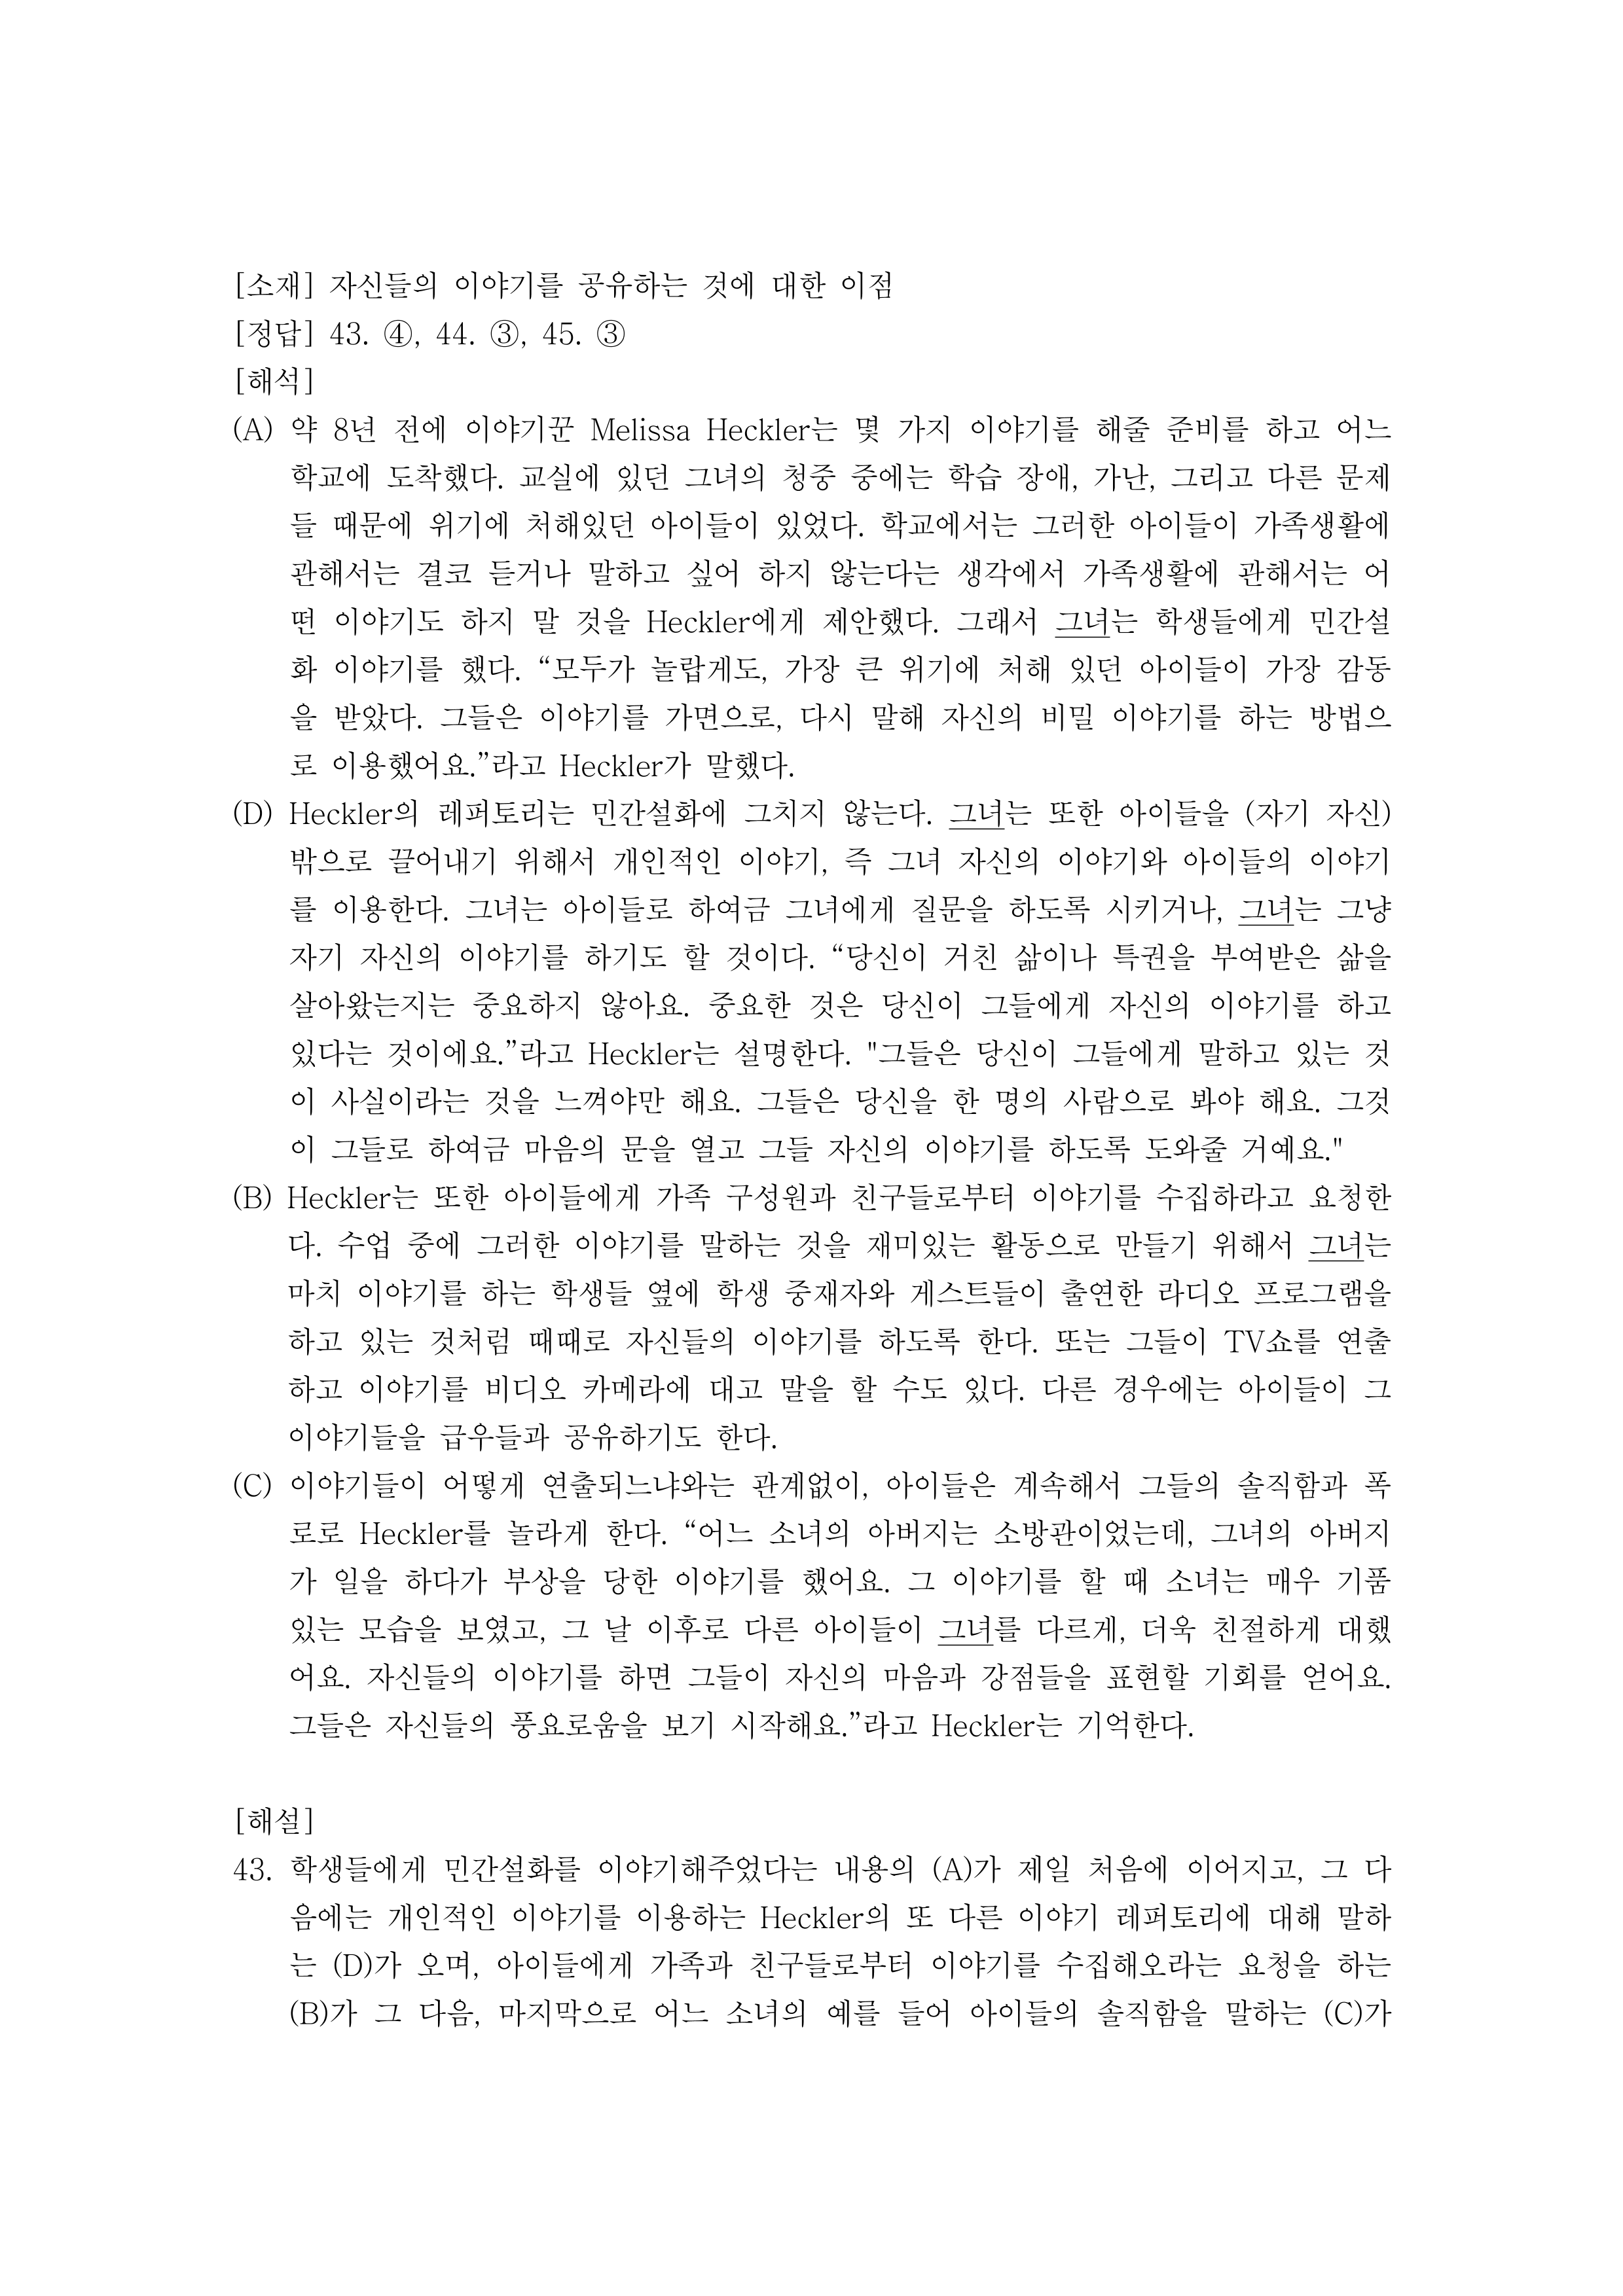 [소재] 자신들의 이야기를 공유하는 것에 대한 이점
[정답] 43. ④, 44. ③, 45. ③
[해석]
(A) 약 8년 전에 이야기꾼 Melissa Heckler는 몇 가지 이야기를 해줄 준비를 하고 어느
학교에 도착했다. 교실에 있던 그녀의 청중 중에는 학습 장애, 가난, 그리고 다른 문제
들 때문에 위기에 처해있던 아이들이 있었다. 학교에서는 그러한 아이들이 가족생활에
관해서는 결코 듣거나 말하고 싶어 하지 않는다는 생각에서 가족생활에 관해서는 어
떤 이야기도 하지 말 것을 Heckler에게 제안했다. 그래서 그녀는 학생들에게 민간설
화 이야기를 했다. “모두가 놀랍게도, 가장 큰 위기에 처해 있던 아이들이 가장 감동
을 받았다. 그들은 이야기를 가면으로, 다시 말해 자신의 비밀 이야기를 하는 방법으
로 이용했어요.”라고 Heckler가 말했다.
(D) Heckler의 레퍼토리는 민간설화에 그치지 않는다. 그녀는 또한 아이들을 (자기 자신)
밖으로 끌어내기 위해서 개인적인 이야기, 즉 그녀 자신의 이야기와 아이들의 이야기
를 이용한다. 그녀는 아이들로 하여금 그녀에게 질문을 하도록 시키거나, 그녀는 그냥
자기 자신의 이야기를 하기도 할 것이다. “당신이 거친 삶이나 특권을 부여받은 삶을
살아왔는지는 중요하지 않아요. 중요한 것은 당신이 그들에게 자신의 이야기를 하고
있다는 것이에요.”라고 Heckler는 설명한다. "그들은 당신이 그들에게 말하고 있는 것
이 사실이라는 것을 느껴야만 해요. 그들은 당신을 한 명의 사람으로 봐야 해요. 그것
이 그들로 하여금 마음의 문을 열고 그들 자신의 이야기를 하도록 도와줄 거예요."
(B) Heckler는 또한 아이들에게 가족 구성원과 친구들로부터 이야기를 수집하라고 요청한
다. 수업 중에 그러한 이야기를 말하는 것을 재미있는 활동으로 만들기 위해서 그녀는
마치 이야기를 하는 학생들 옆에 학생 중재자와 게스트들이 출연한 라디오 프로그램을
하고 있는 것처럼 때때로 자신들의 이야기를 하도록 한다. 또는 그들이 TV쇼를 연출
하고 이야기를 비디오 카메라에 대고 말을 할 수도 있다. 다른 경우에는 아이들이 그
이야기들을 급우들과 공유하기도 한다.
(C) 이야기들이 어떻게 연출되느냐와는 관계없이, 아이들은 계속해서 그들의 솔직함과 폭
로로 Heckler를 놀라게 한다. “어느 소녀의 아버지는 소방관이었는데, 그녀의 아버지
가 일을 하다가 부상을 당한 이야기를 했어요. 그 이야기를 할 때 소녀는 매우 기품
있는 모습을 보였고, 그 날 이후로 다른 아이들이 그녀를 다르게, 더욱 친절하게 대했
어요. 자신들의 이야기를 하면 그들이 자신의 마음과 강점들을 표현할 기회를 얻어요.
그들은 자신들의 풍요로움을 보기 시작해요.”라고 Heckler는 기억한다.
[해설]
43. 학생들에게 민간설화를 이야기해주었다는 내용의 (A)가 제일 처음에 이어지고, 그 다
음에는 개인적인 이야기를 이용하는 Heckler의 또 다른 이야기 레퍼토리에 대해 말하
는 (D)가 오며, 아이들에게 가족과 친구들로부터 이야기를 수집해오라는 요청을 하는
(B)가 그 다음, 마지막으로 어느 소녀의 예를 들어 아이들의 솔직함을 말하는 (C)가